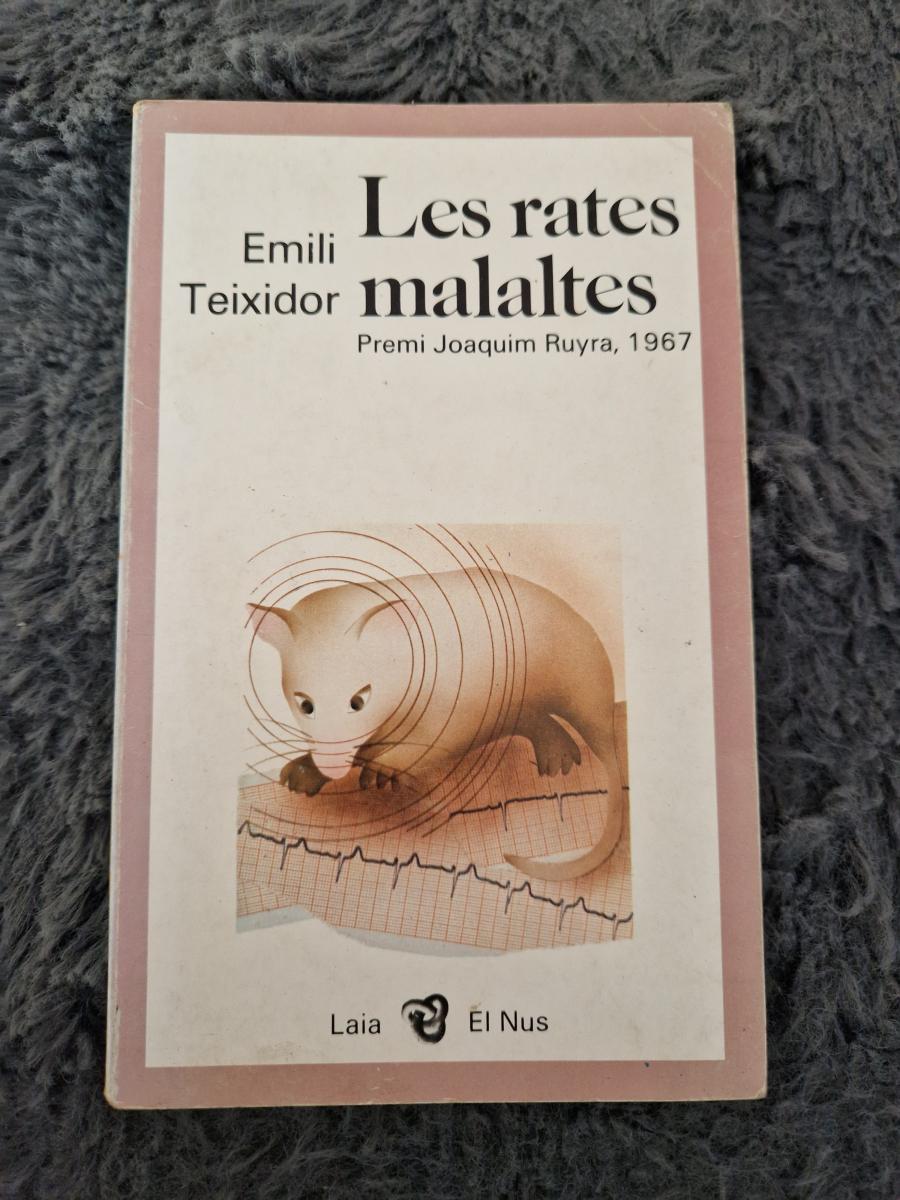 Emili
Teixidor
Les rates
malaltes
Premi Joaquim Ruyra, 1967
Laia El Nus